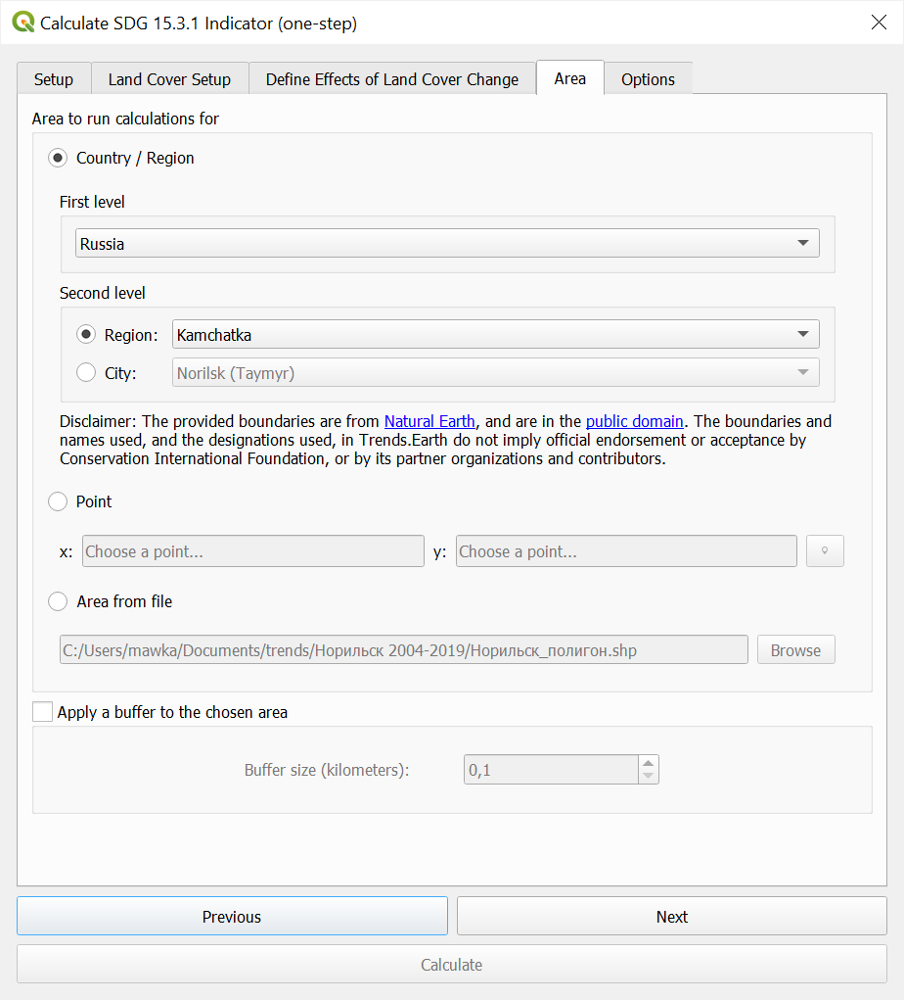 Calculate SDG 15.3.1 Indicator (one-step)
Setup
Land Cover Setup
Define Effects of Land Cover Change
Area
Options
Area to run calculations for
Country / Region
First level
Russia
Second level
Region: Kamchatka
City: Norilsk (Taymyr)
Disclaimer: The provided boundaries are from Natural Earth, and are in the public domain. The boundaries and
names used, and the designations used, in Trends.Earth do not imply official endorsement or acceptance by
Conservation International Foundation, or by its partner organizations and contributors.
Point
x: Choose a point... y: Choose a point...
Area from file
C:/Users/mawka/Documents/trends/Норильск 2004-2019/Норильск_полигон.shp Browse
Apply a buffer to the chosen area
Buffer size (kilometers): 0,1
Previous Next
Calculate